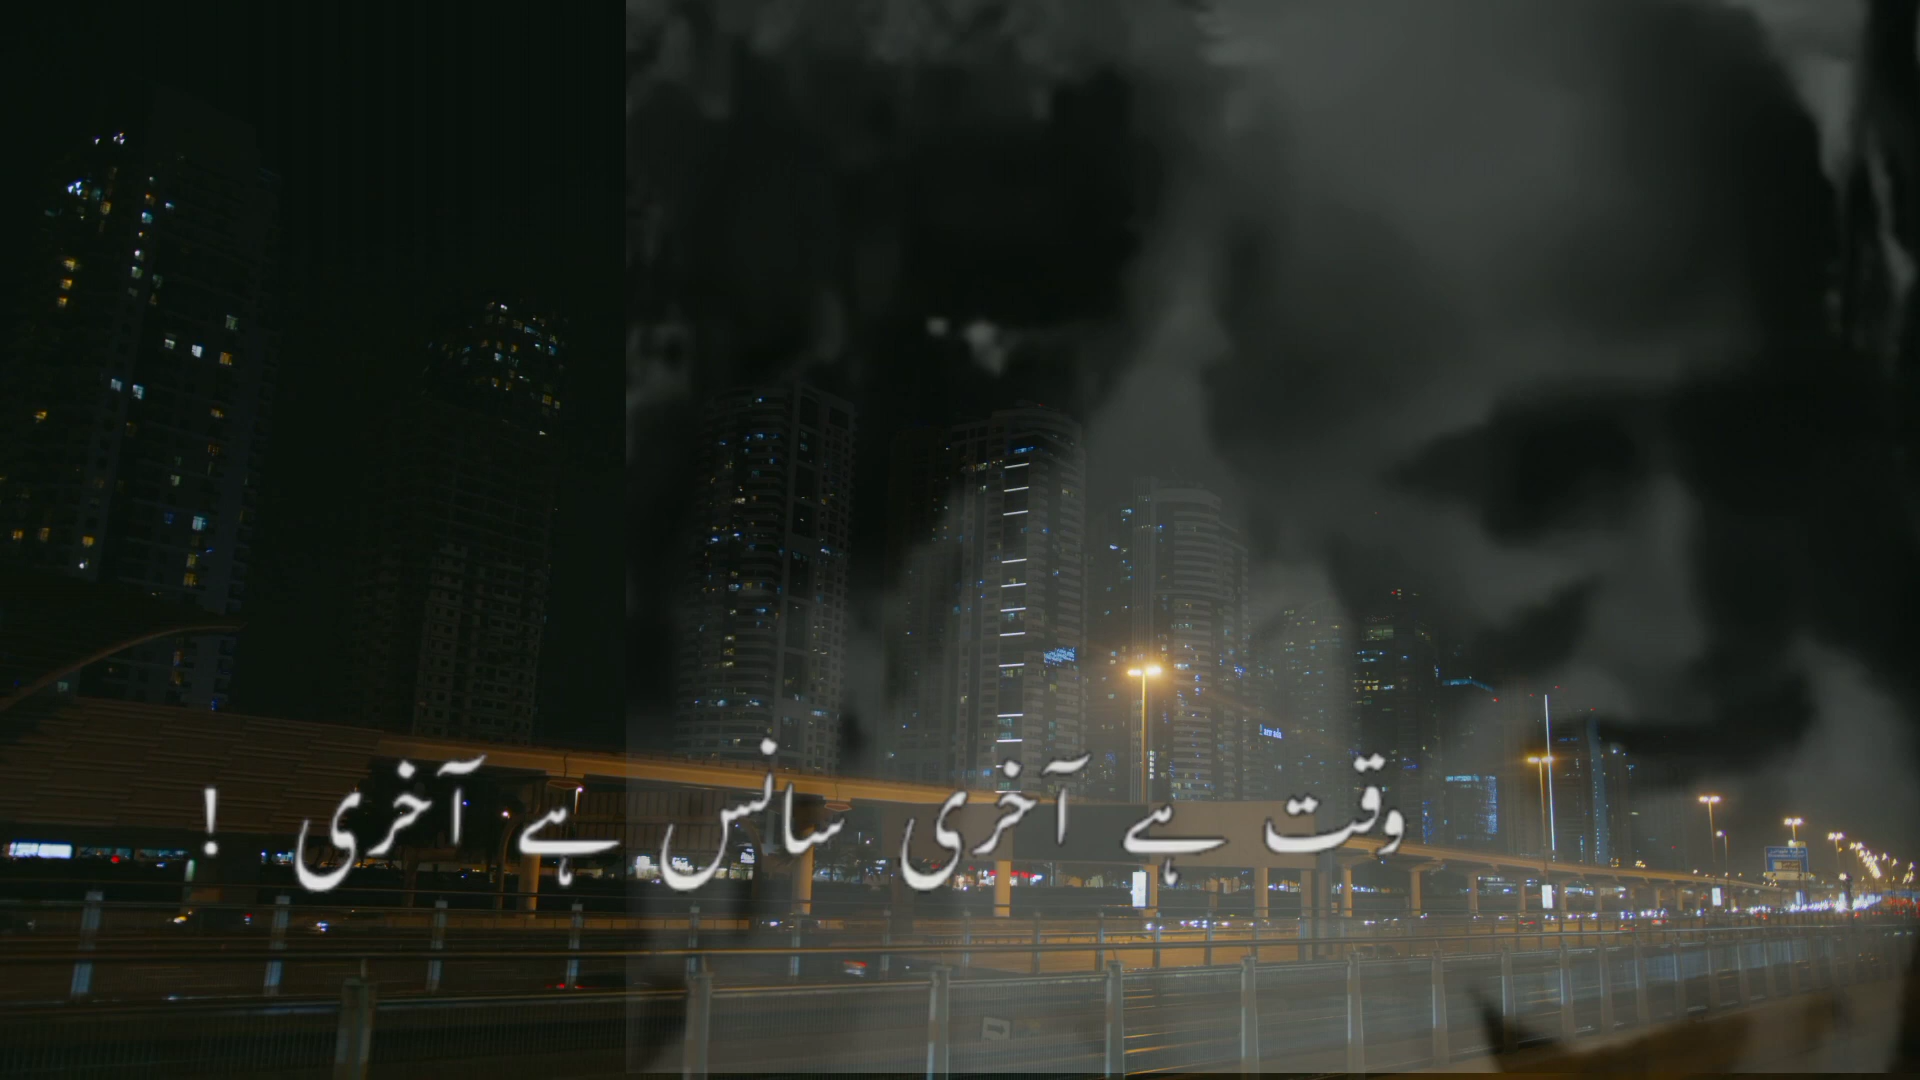 وقت ہے آخری سانس ہے آخری !